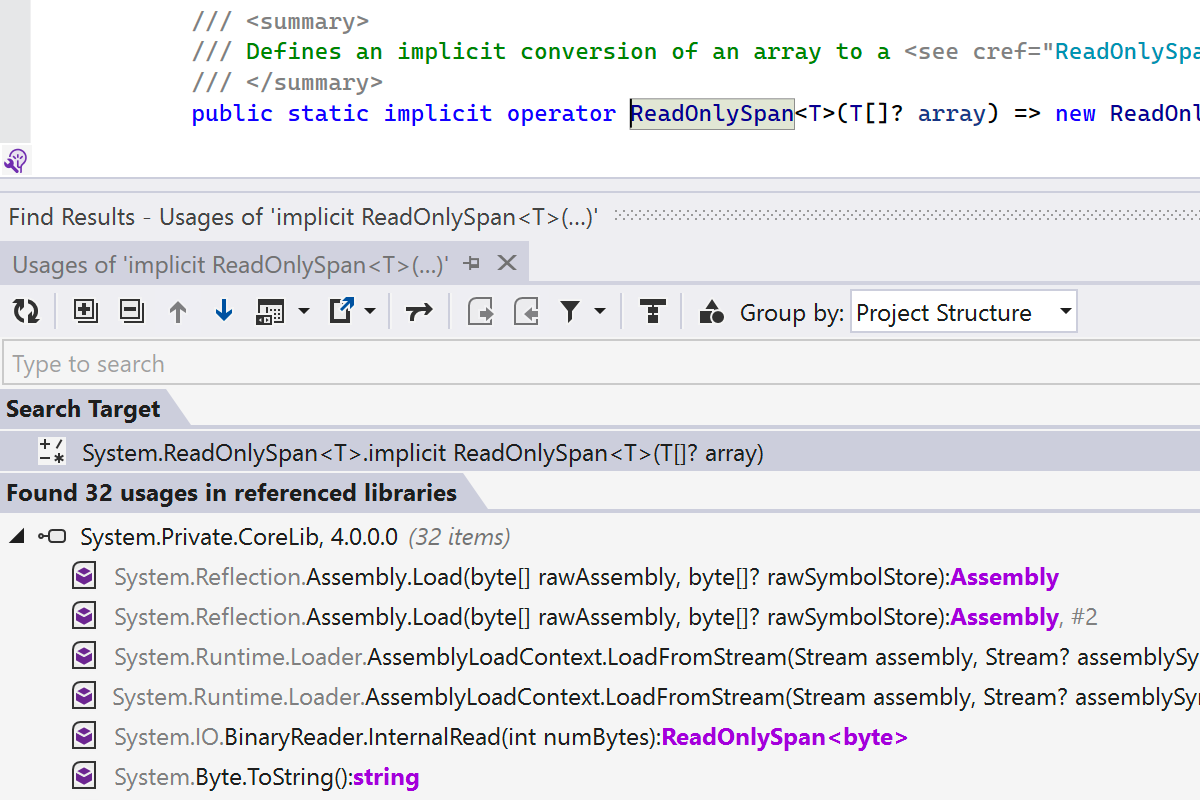 /// <summary>
/// Defines an implicit conversion of an array to a <see cref="ReadOnlySpa
/// </summary>
public static implicit operator ReadOnlySpan<T>(T[]? array) => new ReadOnl
Find Results - Usages of 'implicit ReadOnlySpan<T>(...)'
Usages of 'implicit ReadOnlySpan<T>(...)'
Group by: Project Structure
Type to search
Search Target
System.ReadOnlySpan<T>.implicit ReadOnlySpan<T>(T[]? array)
Found 32 usages in referenced libraries
System.Private.CoreLib, 4.0.0.0 (32 items)
System.Reflection.Assembly.Load(byte[] rawAssembly, byte[]? rawSymbolStore):Assembly
System.Reflection.Assembly.Load(byte[] rawAssembly, byte[]? rawSymbolStore):Assembly, #2
System.Runtime.Loader.AssemblyLoadContext.LoadFromStream(Stream assembly, Stream? assemblySy
System.Runtime.Loader.AssemblyLoadContext.LoadFromStream(Stream assembly, Stream? assemblySy
System.IO.BinaryReader.InternalRead(int numBytes):ReadOnlySpan<byte>
System.Byte.ToString():string